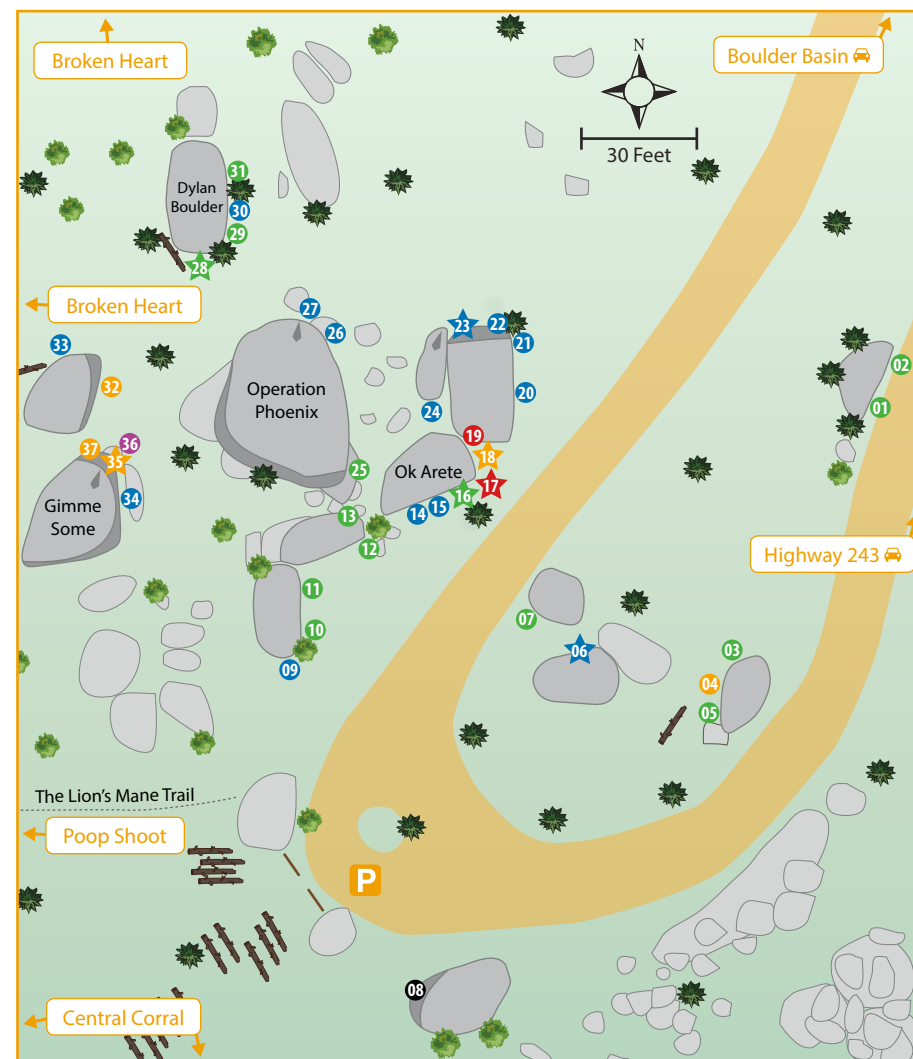 Broken Heart
N
Boulder Basin
30 Feet
31
Dylan
Boulder
30
29
28
Broken Heart
27
26
23
22
21
33
32
Operation
Phoenix
24
20
02
01
37
36
35
34
Gimme
Some
25
19
18
Ok Arete
17
16
15
14
13
12
Highway 243
11
10
09
07
06
03
04
05
The Lion's Mane Trail
Poop Shoot
P
08
Central Corral